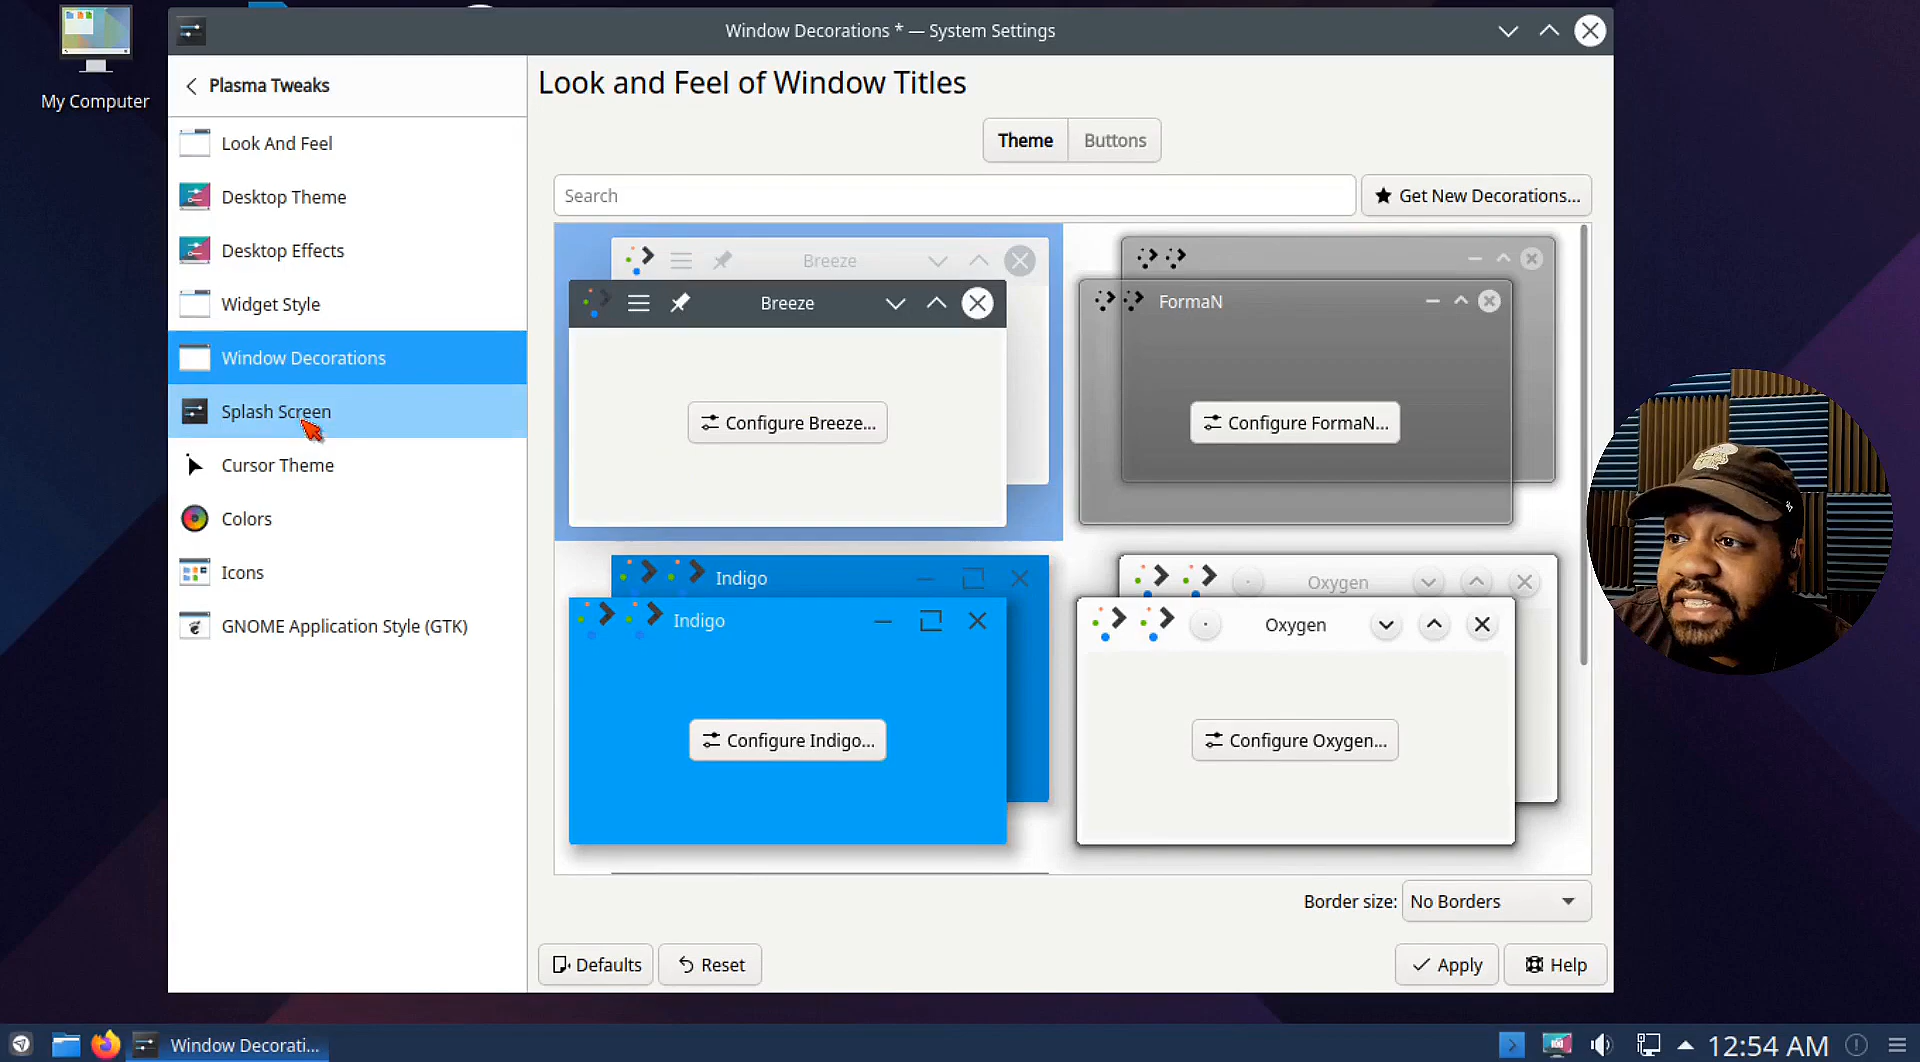 My Computer
Window Decorations * — System Settings
Plasma Tweaks
Look And Feel
Desktop Theme
Desktop Effects
Widget Style
Window Decorations
Splash Screen
Cursor Theme
Colors
Icons
GNOME Application Style (GTK)
Look and Feel of Window Titles
Theme
Buttons
Search
Get New Decorations...
Breeze
Breeze
Configure Breeze...
FormaN
Configure FormaN...
Indigo
Indigo
Configure Indigo...
Oxygen
Oxygen
Configure Oxygen...
Border size: No Borders
Defaults
Reset
Apply
Help
Window Decorati...
12:54 AM